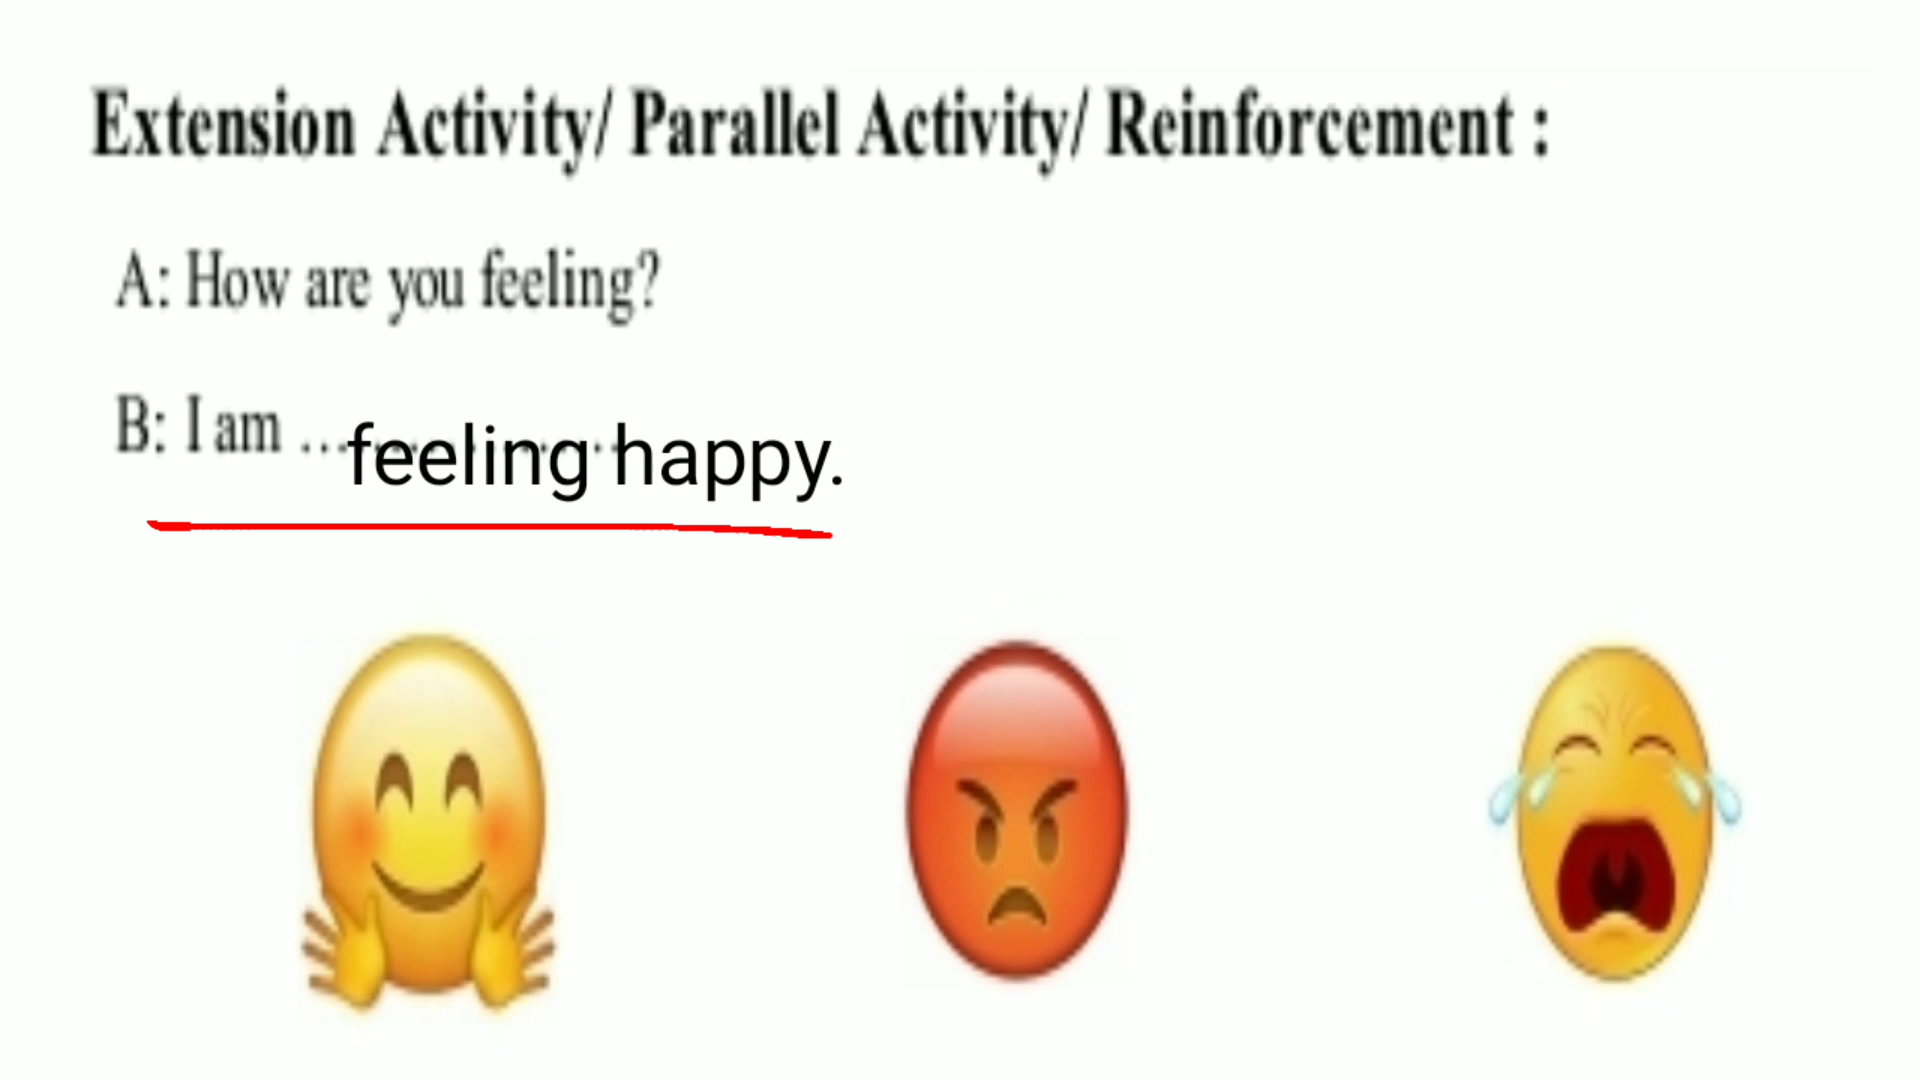 Extension Activity/ Parallel Activity/ Reinforcement :
A: How are you feeling?
B: I am ... feeling happy.